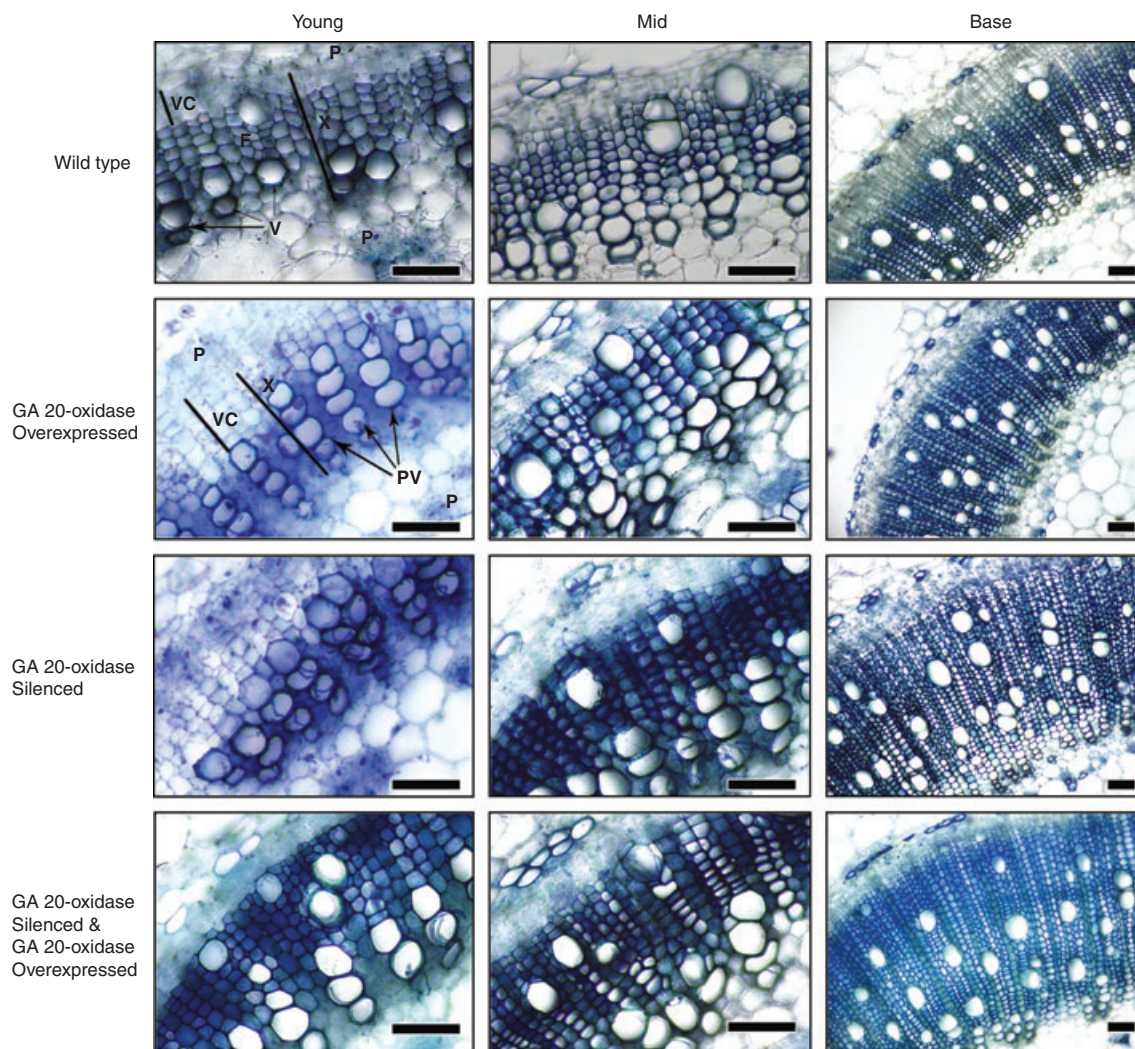 Young
Mid
Base
Wild type
P
VC
F
X
V
P
GA 20-oxidase
Overexpressed
P
X
VC
PV
P
GA 20-oxidase
Silenced
GA 20-oxidase
Silenced &
GA 20-oxidase
Overexpressed